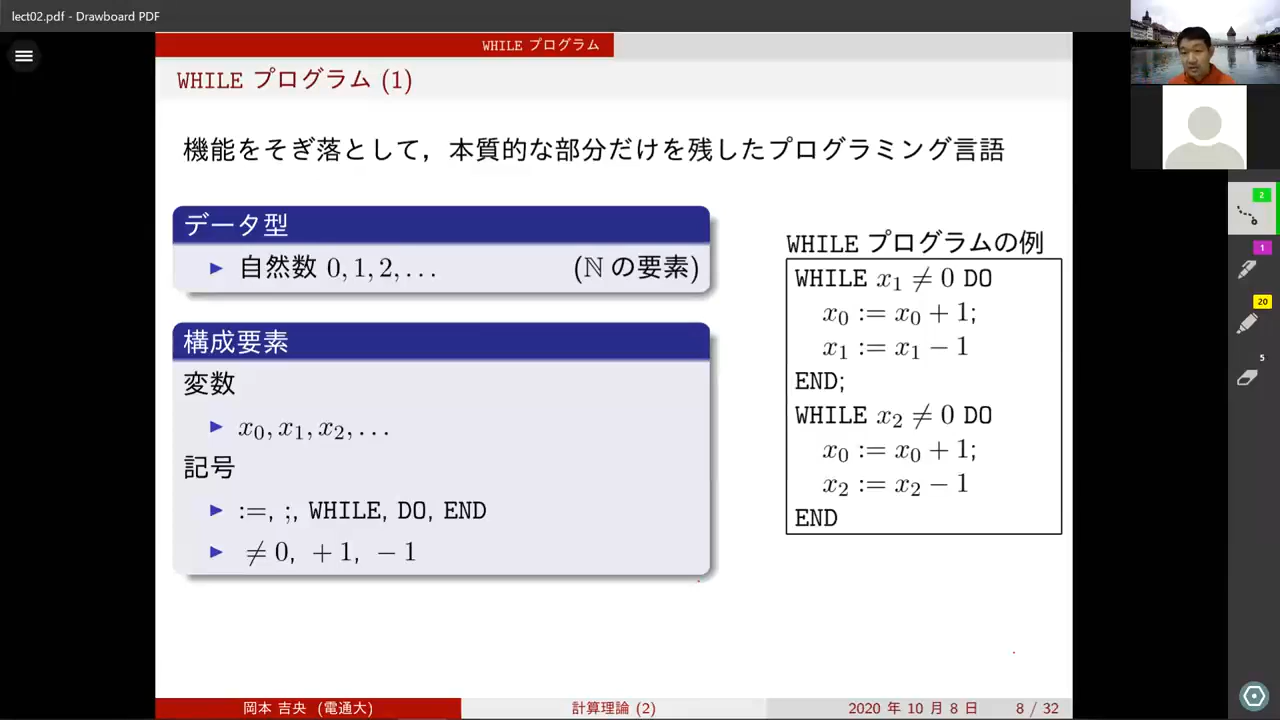 lect02.pdf - Drawboard PDF
WHILE プログラム
WHILE プログラム (1)
機能をそぎ落として，本質的な部分だけを残したプログラミング言語
データ型
▶ 自然数 0, 1, 2, . . . (ℕ の要素)
構成要素
変数
▶ x₀, x₁, x₂, . . .
記号
▶ :=, ;, WHILE, DO, END
▶ ≠ 0, + 1, − 1
WHILE プログラムの例
WHILE x₁ ≠ 0 DO
x₀ := x₀ + 1;
x₁ := x₁ − 1
END;
WHILE x₂ ≠ 0 DO
x₀ := x₀ + 1;
x₂ := x₂ − 1
END
2
1
20
5
岡本 吉央 (電通大)
計算理論 (2)
2020 年 10 月 8 日 8 / 32